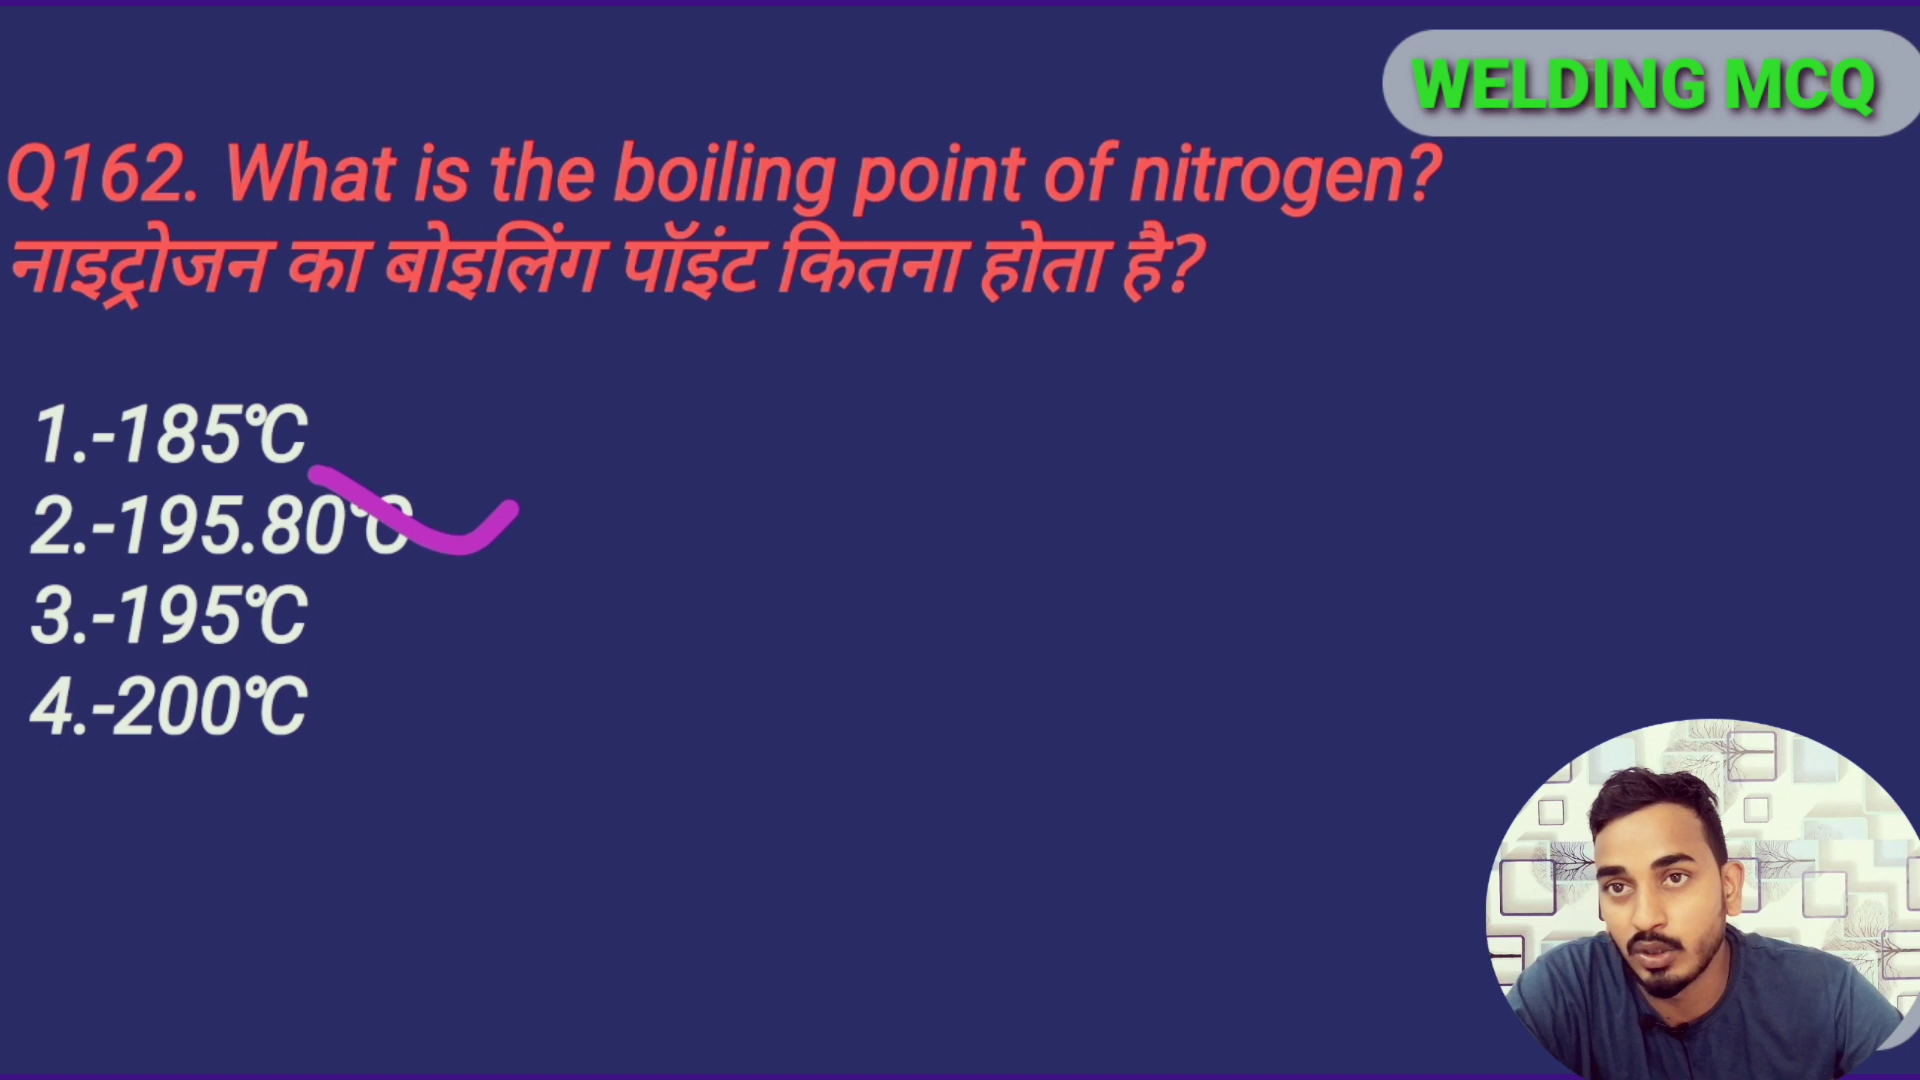 WELDING MCQ
Q162. What is the boiling point of nitrogen?
नाइट्रोजन का बोइलिंग पॉइंट कितना होता है?
1.-185℃
2.-195.80℃
3.-195℃
4.-200℃